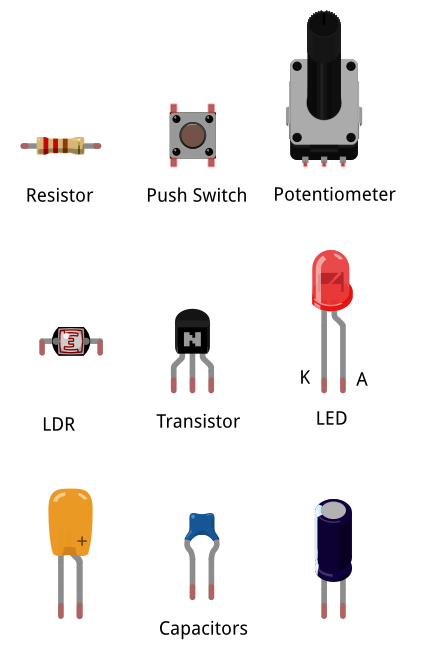 Resistor
Push Switch
Potentiometer
N
K
A
LDR
Transistor
LED
+
Capacitors